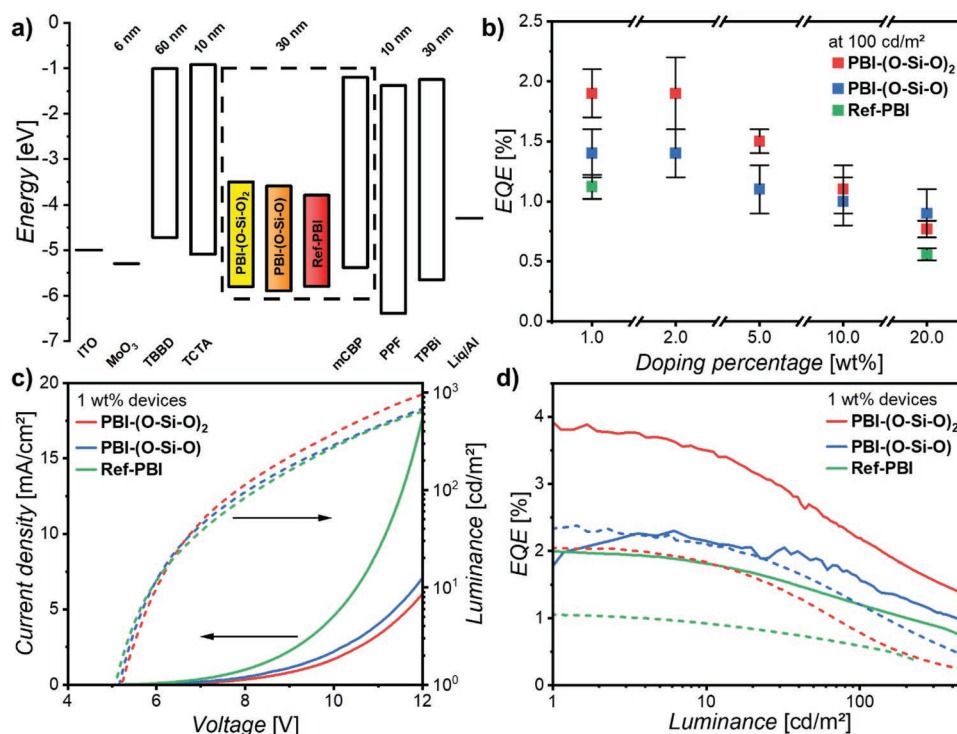 a)
Energy [eV]
0
-1
-2
-3
-4
-5
-6
-7
6 nm
60 nm
10 nm
30 nm
10 nm
30 nm
PBI-(O-Si-O)₂
PBI-(O-Si-O)
Ref-PBI
ITO
MoO₃
TBBD
TCTA
mCBP
PPF
TPBi
Liq/Al
b)
EQE [%]
2.5
2.0
1.5
1.0
0.5
0.0
at 100 cd/m²
PBI-(O-Si-O)₂
PBI-(O-Si-O)
Ref-PBI
1.0 2.0 5.0 10.0 20.0
Doping percentage [wt%]
c)
Current density [mA/cm²]
20
15
10
5
0
1 wt% devices
PBI-(O-Si-O)₂
PBI-(O-Si-O)
Ref-PBI
10³
10²
10¹
10⁰
Luminance [cd/m²]
4 6 8 10 12
Voltage [V]
d)
EQE [%]
4
3
2
1
0
1 wt% devices
PBI-(O-Si-O)₂
PBI-(O-Si-O)
Ref-PBI
1 10 100
Luminance [cd/m²]